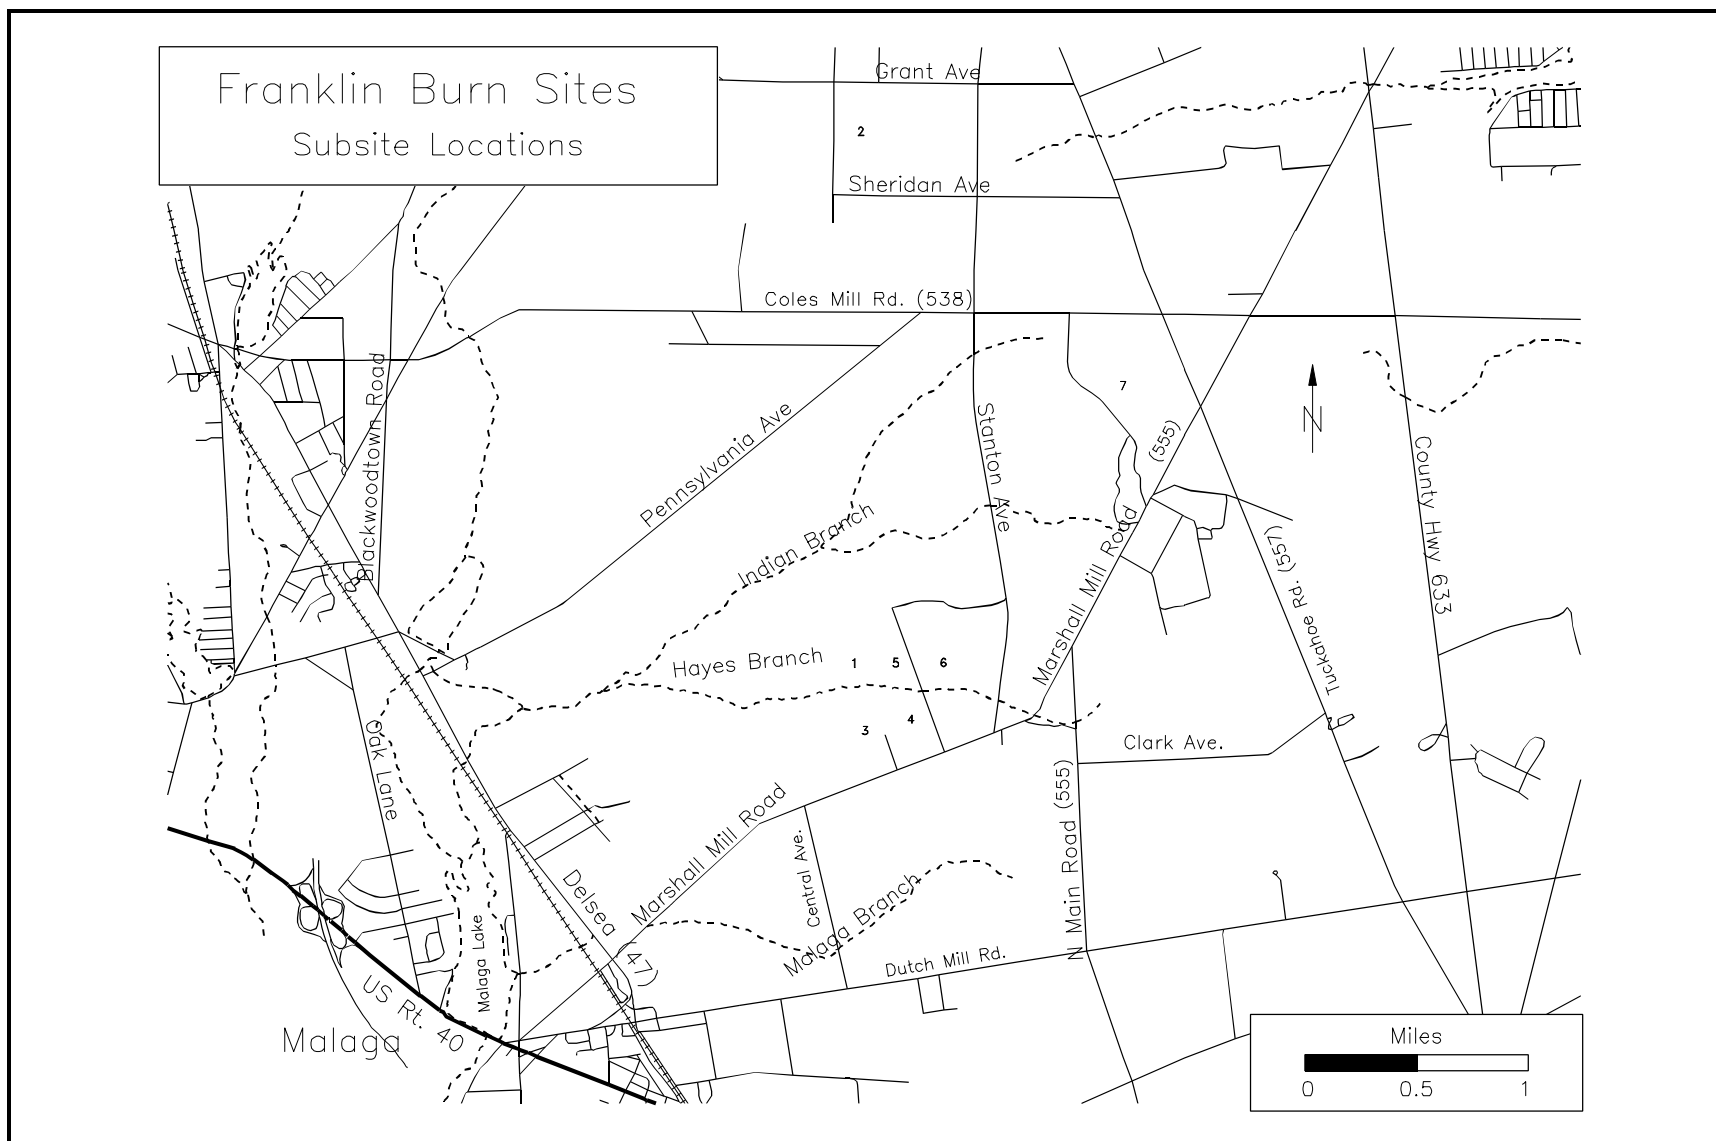 Franklin Burn Sites
Subsite Locations
Grant Ave
2
Sheridan Ave
Coles Mill Rd. (538)
Blackwoodtown Road
Pennsylvania Ave
Stanton Ave
7
(555)
N
County Hwy 633
Indian Branch
Marshall Mill Road
Tuckahoe Rd. (557)
Hayes Branch
1
5
6
3
4
Oak Lane
Clark Ave.
N Main Road (555)
Marshall Mill Road
Central Ave.
Delsea (47)
Malaga Branch
Malaga Lake
Dutch Mill Rd.
US Rt. 40
Malaga
Miles
0 0.5 1